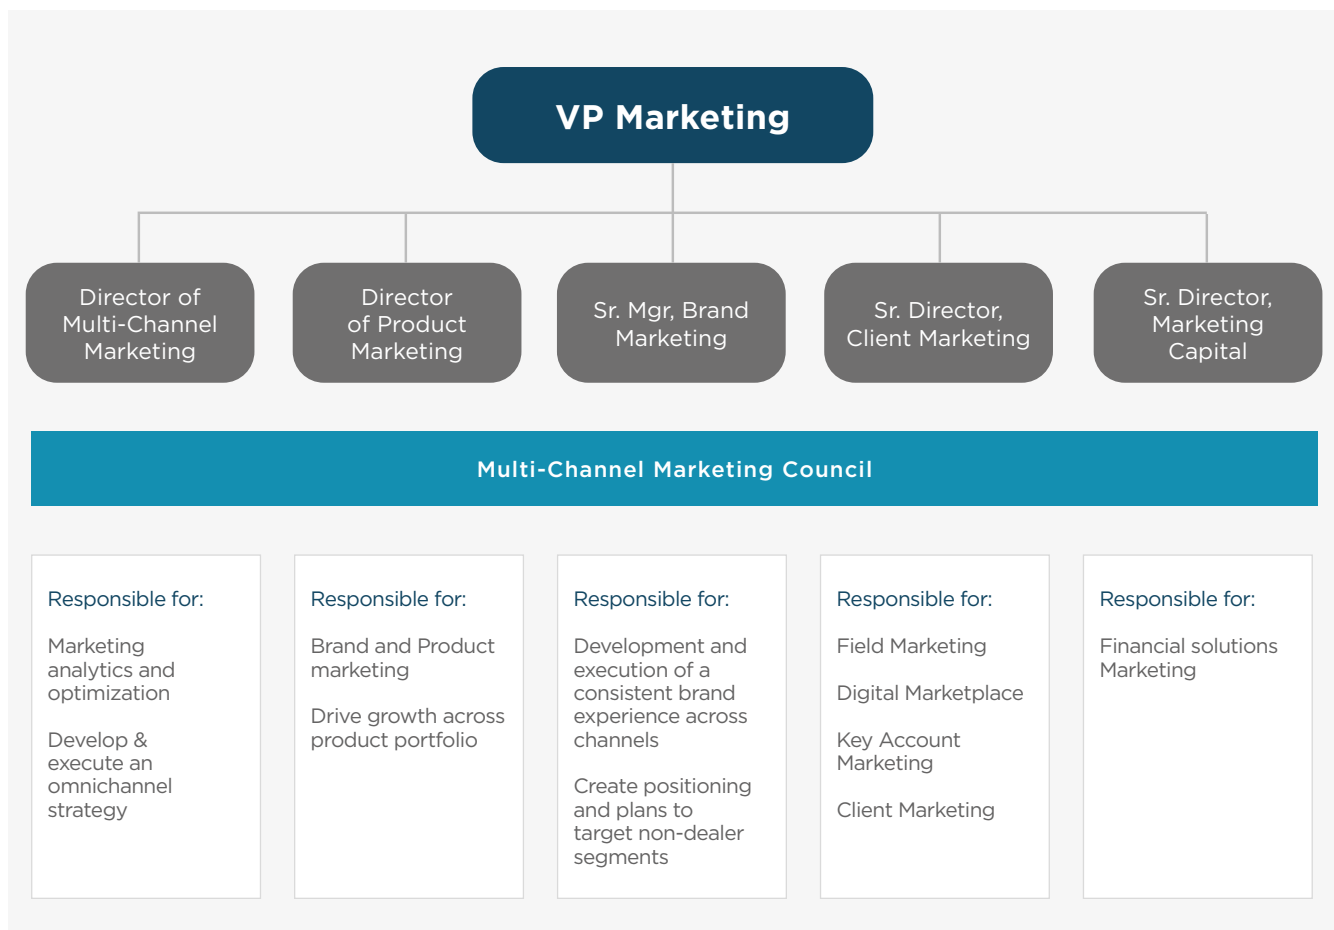 VP Marketing
Director of
Multi-Channel
Marketing
Director
of Product
Marketing
Sr. Mgr, Brand
Marketing
Sr. Director,
Client Marketing
Sr. Director,
Marketing
Capital
Multi-Channel Marketing Council
Responsible for:
Marketing
analytics and
optimization
Develop &
execute an
omnichannel
strategy
Responsible for:
Brand and Product
marketing
Drive growth across
product portfolio
Responsible for:
Development and
execution of a
consistent brand
experience across
channels
Create positioning
and plans to
target non-dealer
segments
Responsible for:
Field Marketing
Digital Marketplace
Key Account
Marketing
Client Marketing
Responsible for:
Financial solutions
Marketing